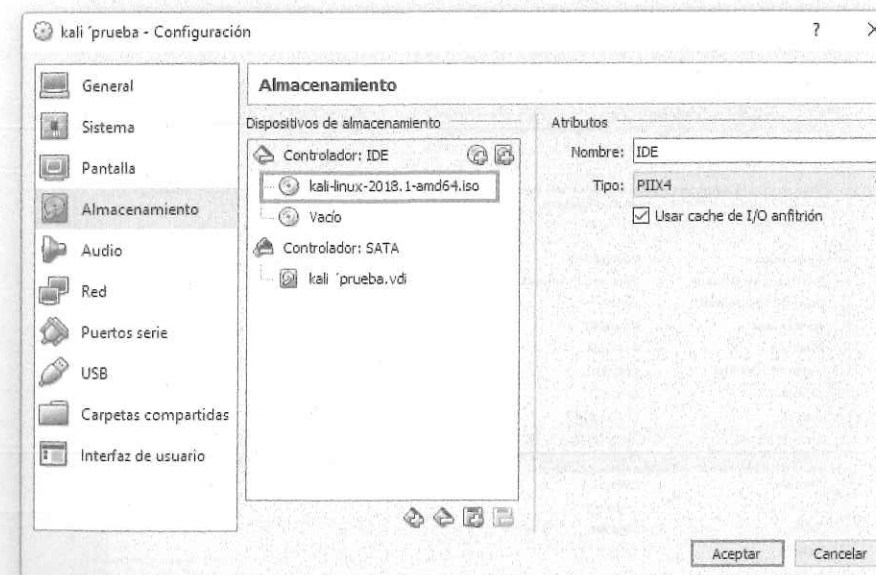 kali ´prueba - Configuración
?
General
Sistema
Pantalla
Almacenamiento
Audio
Red
Puertos serie
USB
Carpetas compartidas
Interfaz de usuario
Almacenamiento
Dispositivos de almacenamiento
Controlador: IDE
kali-linux-2018.1-amd64.iso
Vacío
Controlador: SATA
kali ´prueba.vdi
Atributos
Nombre: IDE
Tipo: PIIX4
Usar cache de I/O anfitrión
Aceptar
Cancelar